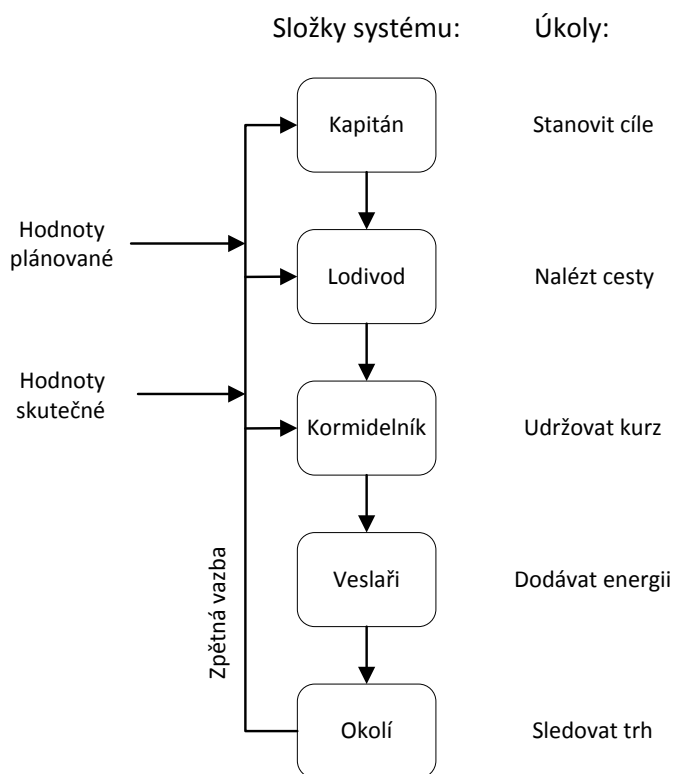 Složky systému: Úkoly:
Kapitán Stanovit cíle
Hodnoty
plánované
Lodivod Nalézt cesty
Hodnoty
skutečné
Kormidelník Udržovat kurz
Zpětná vazba
Veslaři Dodávat energii
Okolí Sledovat trh